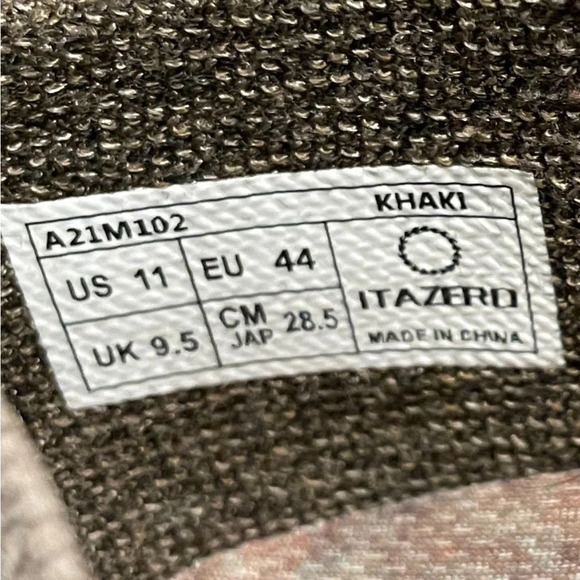 A21M102 KHAKI
US 11 EU 44
UK 9.5 CM JAP 28.5
ITAZERO
MADE IN CHINA